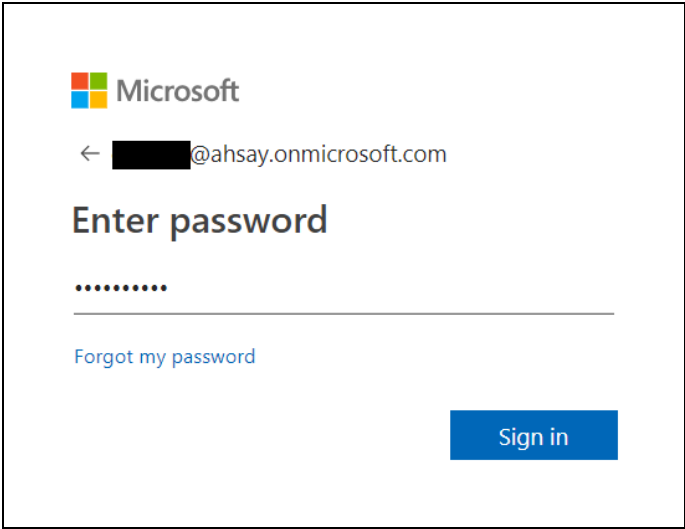 Microsoft
@ahsay.onmicrosoft.com
Enter password
••••••••••
Forgot my password
Sign in